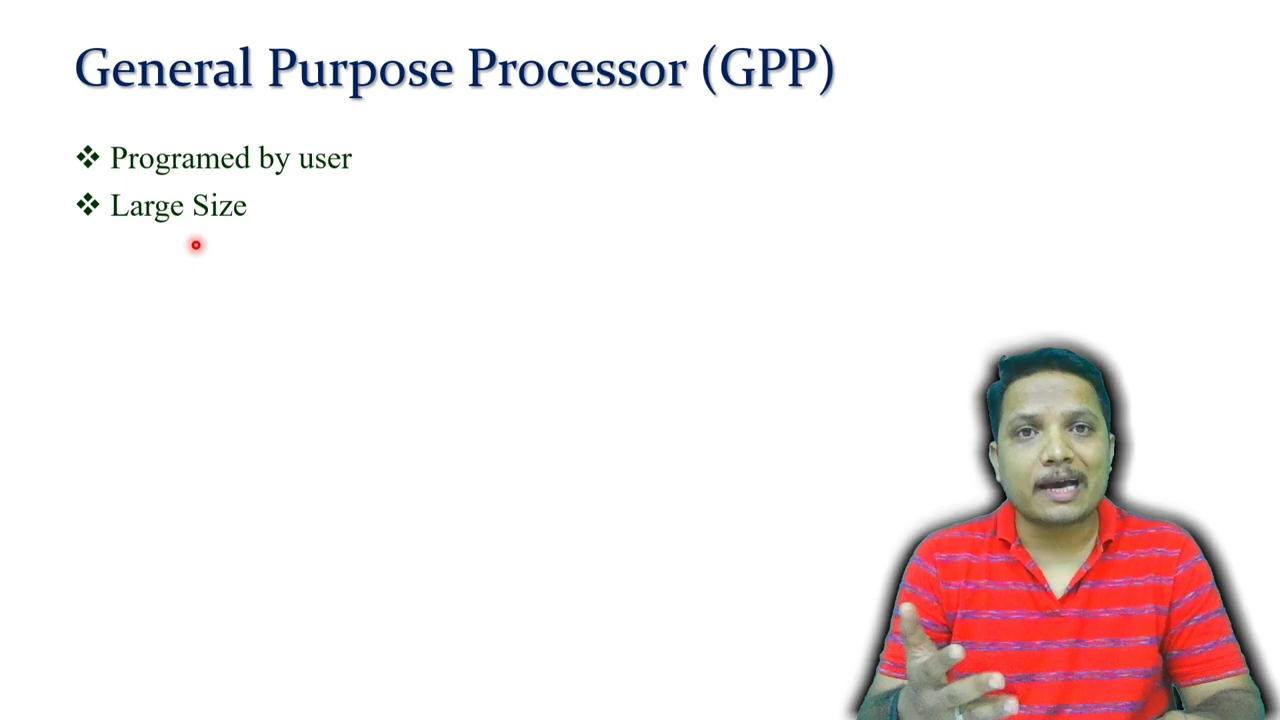 General Purpose Processor (GPP)
❖ Programed by user
❖ Large Size